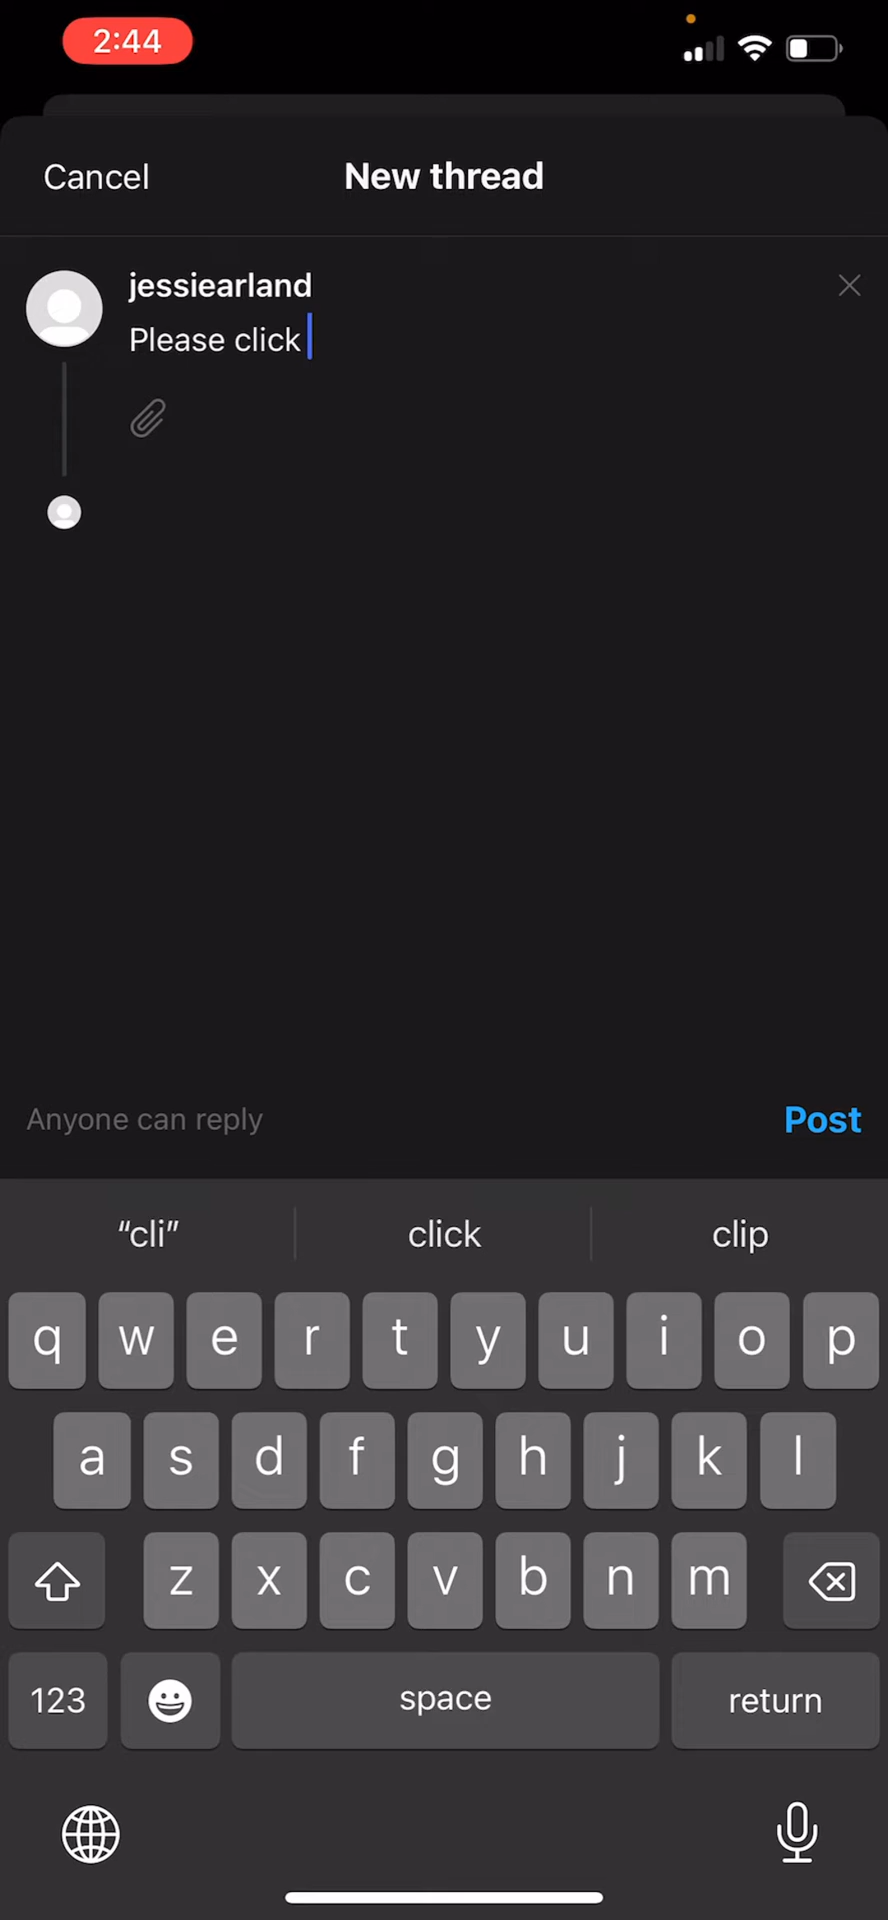 2:44
Cancel New thread
jessiearland
Please click
Anyone can reply Post
“cli” click clip
q w e r t y u i o p
a s d f g h j k l
z x c v b n m
123 space return